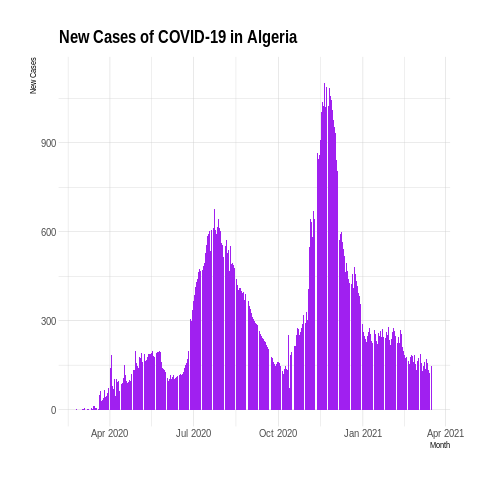 New Cases of COVID-19 in Algeria
New Cases
900
600
300
0
Apr 2020 Jul 2020 Oct 2020 Jan 2021 Apr 2021
Month